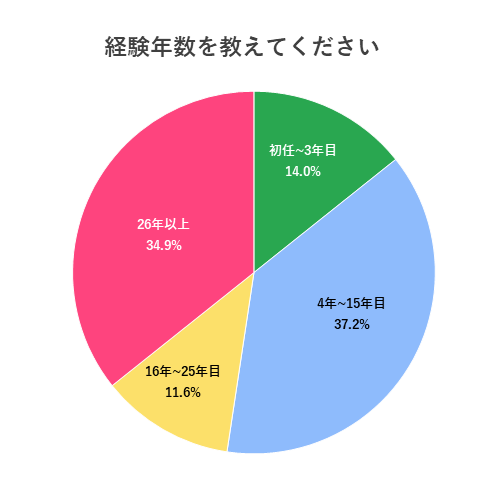 経験年数を教えてください
初任~3年目
14.0%
26年以上
34.9%
4年~15年目
37.2%
16年~25年目
11.6%